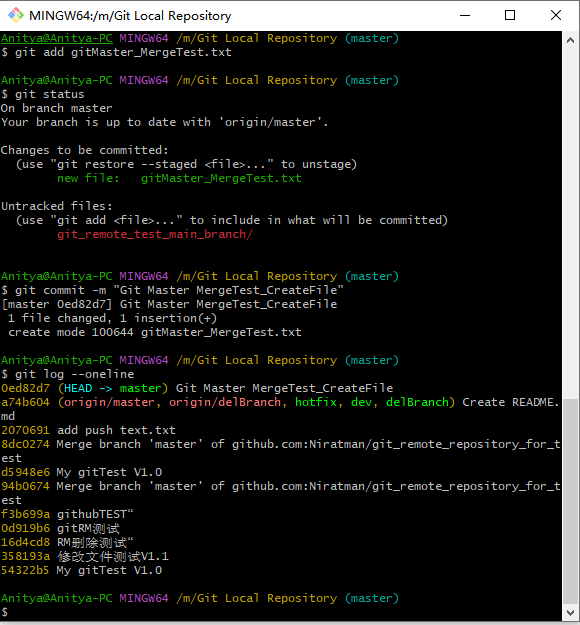 MINGW64:/m/Git Local Repository
Anitya@Anitya-PC MINGW64 /m/Git Local Repository (master)
$ git add gitMaster_MergeTest.txt
Anitya@Anitya-PC MINGW64 /m/Git Local Repository (master)
$ git status
On branch master
Your branch is up to date with 'origin/master'.
Changes to be committed:
(use "git restore --staged <file>..." to unstage)
new file: gitMaster_MergeTest.txt
Untracked files:
(use "git add <file>..." to include in what will be committed)
git_remote_test_main_branch/
Anitya@Anitya-PC MINGW64 /m/Git Local Repository (master)
$ git commit -m "Git Master MergeTest_CreateFile"
[master 0ed82d7] Git Master MergeTest_CreateFile
1 file changed, 1 insertion(+)
create mode 100644 gitMaster_MergeTest.txt
Anitya@Anitya-PC MINGW64 /m/Git Local Repository (master)
$ git log --oneline
0ed82d7 (HEAD -> master) Git Master MergeTest_CreateFile
a74b604 (origin/master, origin/delBranch, hotfix, dev, delBranch) Create README.
md
2070691 add push text.txt
8dc0274 Merge branch 'master' of github.com:Niratman/git_remote_repository_for_t
est
d5948e6 My gitTest V1.0
94b0674 Merge branch 'master' of github.com:Niratman/git_remote_repository_for_t
est
f3b699a githubTEST“
0d919b6 gitRM测试
16d4cd8 RM删除测试“
358193a 修改文件测试V1.1
54322b5 My gitTest V1.0
Anitya@Anitya-PC MINGW64 /m/Git Local Repository (master)
$